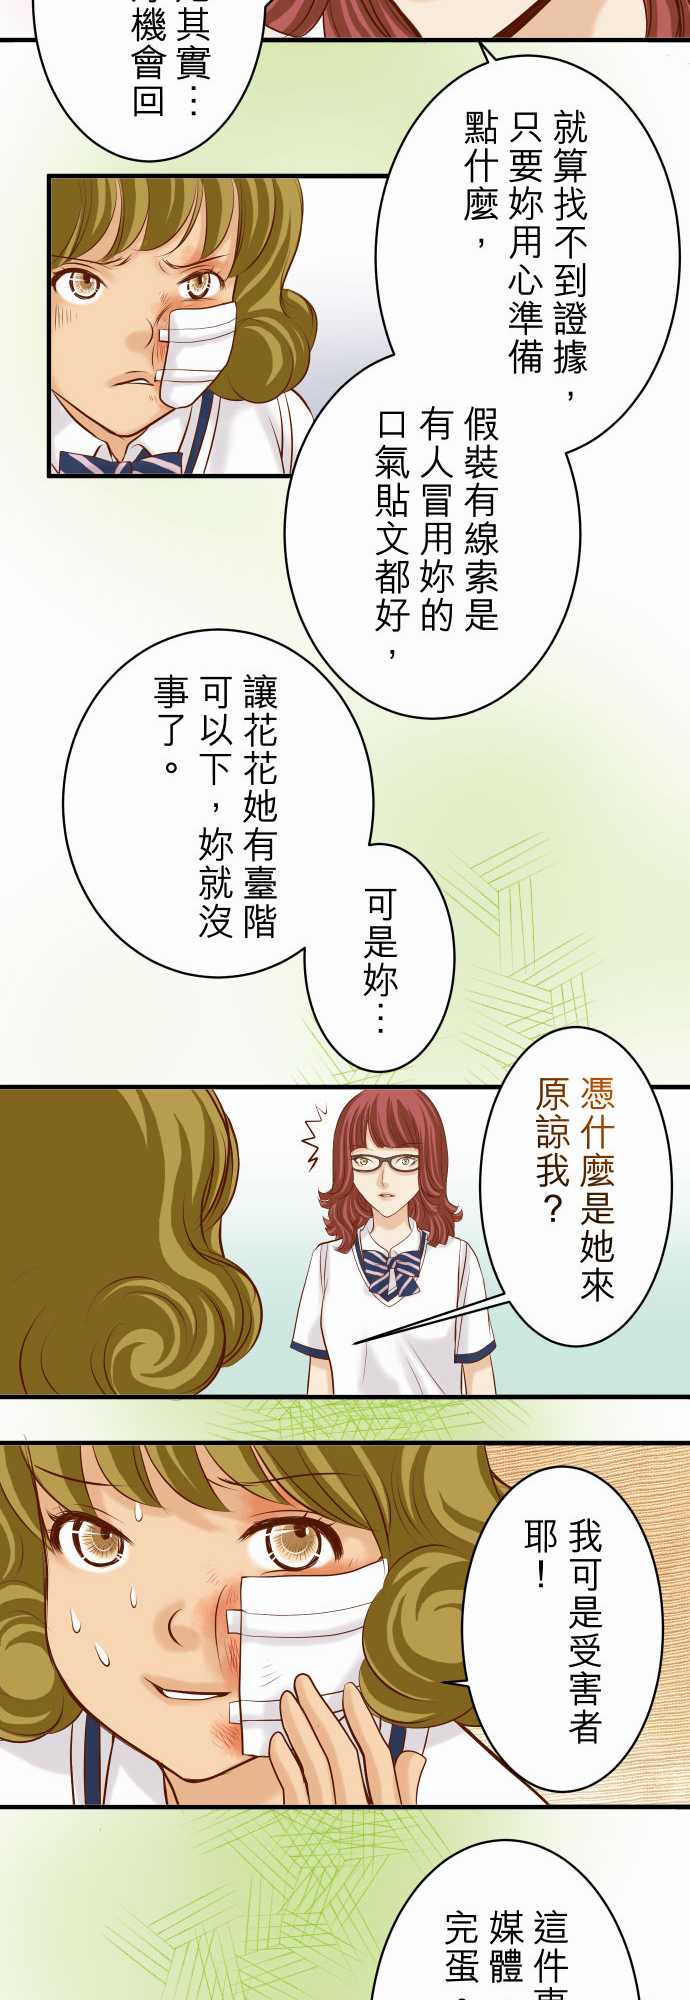 其實⋯
機會回
就算找不到證據，
只要妳用心準備
點什麼，
假裝有線索是
有人冒用妳的
口氣貼文都好，
讓花花她有臺階
可以下，妳就沒
事了。
可是妳⋯
憑什麼是她來
原諒我？
我可是受害者
耶！
這件
媒體
完蛋。